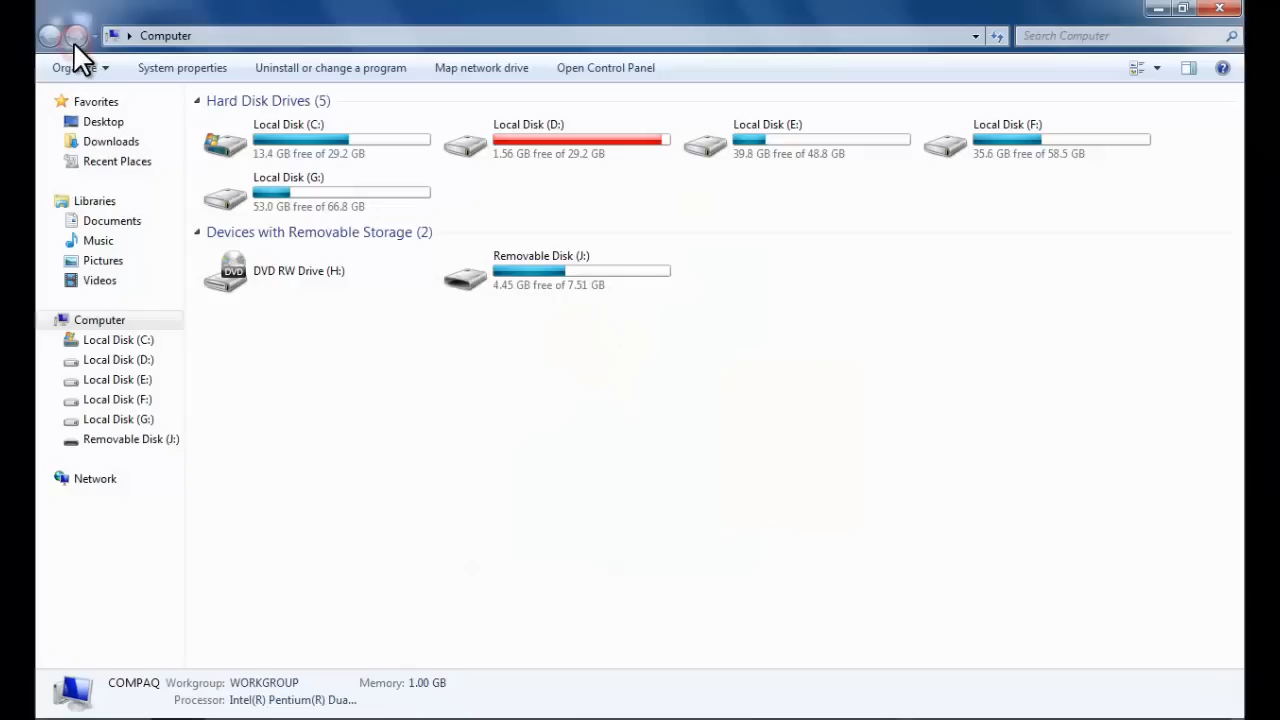 Computer
Search Computer
System properties
Uninstall or change a program
Map network drive
Open Control Panel
Favorites
Desktop
Downloads
Recent Places
Libraries
Documents
Music
Pictures
Videos
Computer
Local Disk (C:)
Local Disk (D:)
Local Disk (E:)
Local Disk (F:)
Local Disk (G:)
Removable Disk (J:)
Network
Hard Disk Drives (5)
Local Disk (C:)
13.4 GB free of 29.2 GB
Local Disk (D:)
1.56 GB free of 29.2 GB
Local Disk (E:)
39.8 GB free of 48.8 GB
Local Disk (F:)
35.6 GB free of 58.5 GB
Local Disk (G:)
53.0 GB free of 66.8 GB
Devices with Removable Storage (2)
DVD
DVD RW Drive (H:)
Removable Disk (J:)
4.45 GB free of 7.51 GB
COMPAQ Workgroup: WORKGROUP Memory: 1.00 GB
Processor: Intel(R) Pentium(R) Dua...